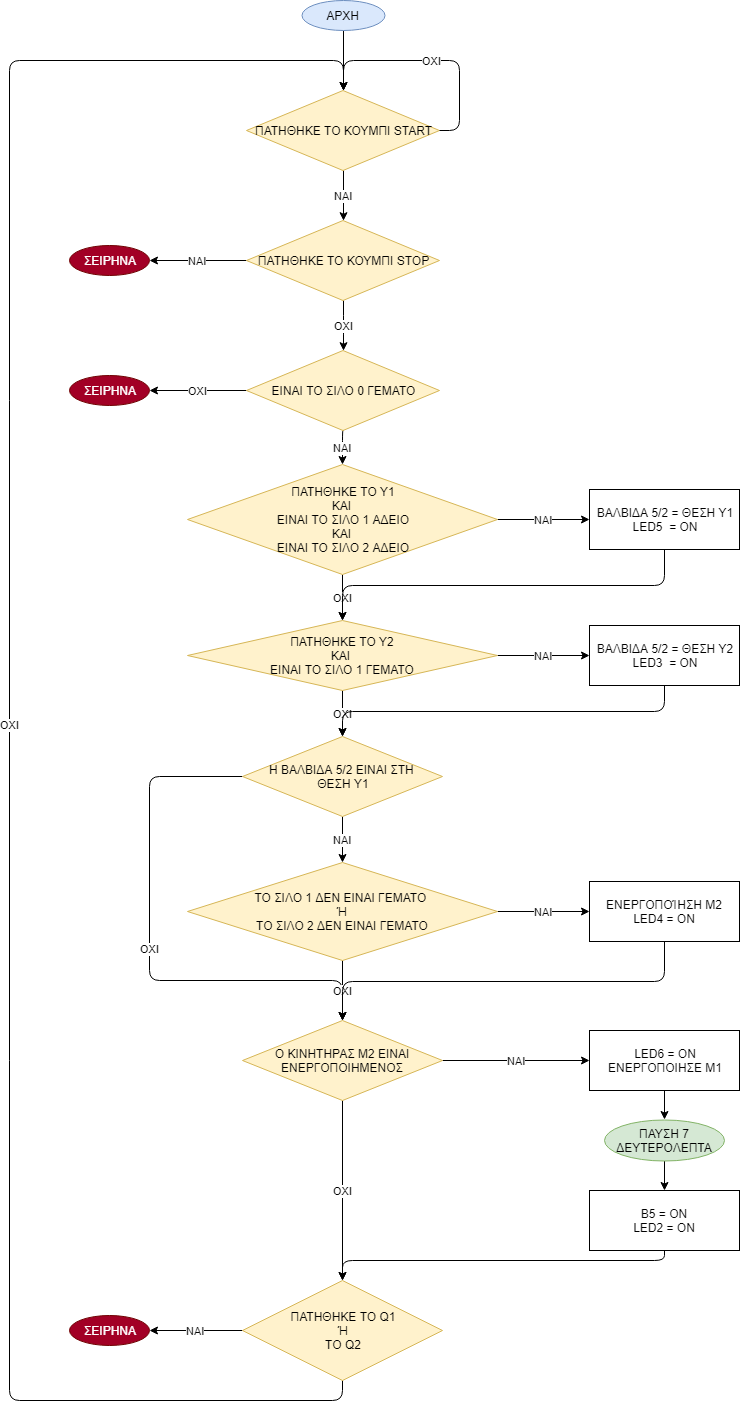 ΑΡΧΗ
ΟΧΙ
ΠΑΤΗΘΗΚΕ ΤΟ ΚΟΥΜΠΙ START
ΝΑΙ
ΣΕΙΡΗΝΑ
ΝΑΙ
ΠΑΤΗΘΗΚΕ ΤΟ ΚΟΥΜΠΙ STOP
ΟΧΙ
ΣΕΙΡΗΝΑ
ΟΧΙ
ΕΙΝΑΙ ΤΟ ΣΙΛΟ 0 ΓΕΜΑΤΟ
ΝΑΙ
ΠΑΤΗΘΗΚΕ ΤΟ Υ1
ΚΑΙ
ΕΙΝΑΙ ΤΟ ΣΙΛΟ 1 ΑΔΕΙΟ
ΚΑΙ
ΕΙΝΑΙ ΤΟ ΣΙΛΟ 2 ΑΔΕΙΟ
ΝΑΙ
ΒΑΛΒΙΔΑ 5/2 = ΘΕΣΗ Υ1
LED5 = ON
ΟΧΙ
ΠΑΤΗΘΗΚΕ ΤΟ Υ2
ΚΑΙ
ΕΙΝΑΙ ΤΟ ΣΙΛΟ 1 ΓΕΜΑΤΟ
ΝΑΙ
ΒΑΛΒΙΔΑ 5/2 = ΘΕΣΗ Υ2
LED3 = ON
ΟΧΙ
ΟΧΙ
Η ΒΑΛΒΙΔΑ 5/2 ΕΙΝΑΙ ΣΤΗ
ΘΕΣΗ Υ1
ΝΑΙ
ΤΟ ΣΙΛΟ 1 ΔΕΝ ΕΙΝΑΙ ΓΕΜΑΤΟ
Ή
ΤΟ ΣΙΛΟ 2 ΔΕΝ ΕΙΝΑΙ ΓΕΜΑΤΟ
ΝΑΙ
ΕΝΕΡΓΟΠΟΊΗΣΗ Μ2
LED4 = ON
ΟΧΙ
ΟΧΙ
Ο ΚΙΝΗΤΗΡΑΣ Μ2 ΕΙΝΑΙ
ΕΝΕΡΓΟΠΟΙΗΜΕΝΟΣ
ΝΑΙ
LED6 = ON
ΕΝΕΡΓΟΠΟΙΗΣΕ Μ1
ΠΑΥΣΗ 7
ΔΕΥΤΕΡΟΛΕΠΤΑ
ΟΧΙ
Β5 = ON
LED2 = ON
ΣΕΙΡΗΝΑ
ΝΑΙ
ΠΑΤΗΘΗΚΕ ΤΟ Q1
Ή
ΤΟ Q2